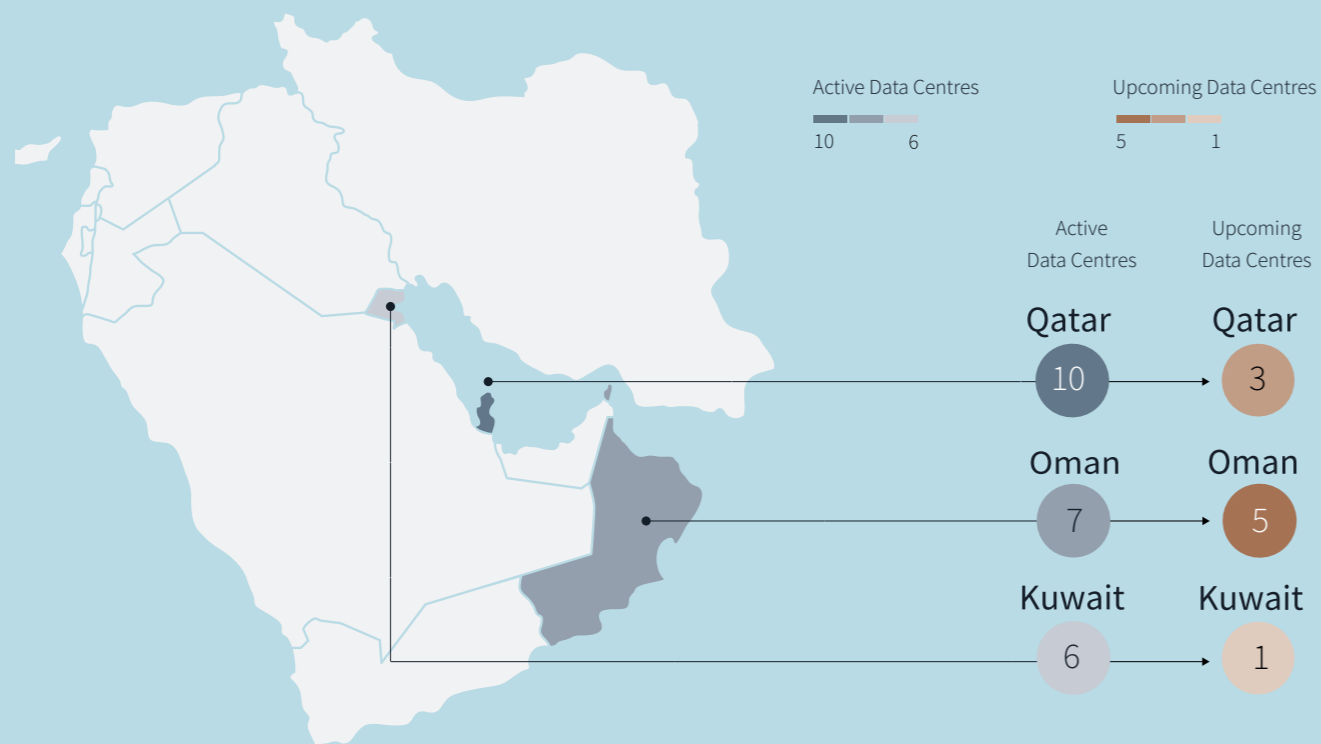 Active Data Centres
10 6
Upcoming Data Centres
5 1
Active
Data Centres
Upcoming
Data Centres
Qatar Qatar
10 3
Oman Oman
7 5
Kuwait Kuwait
6 1